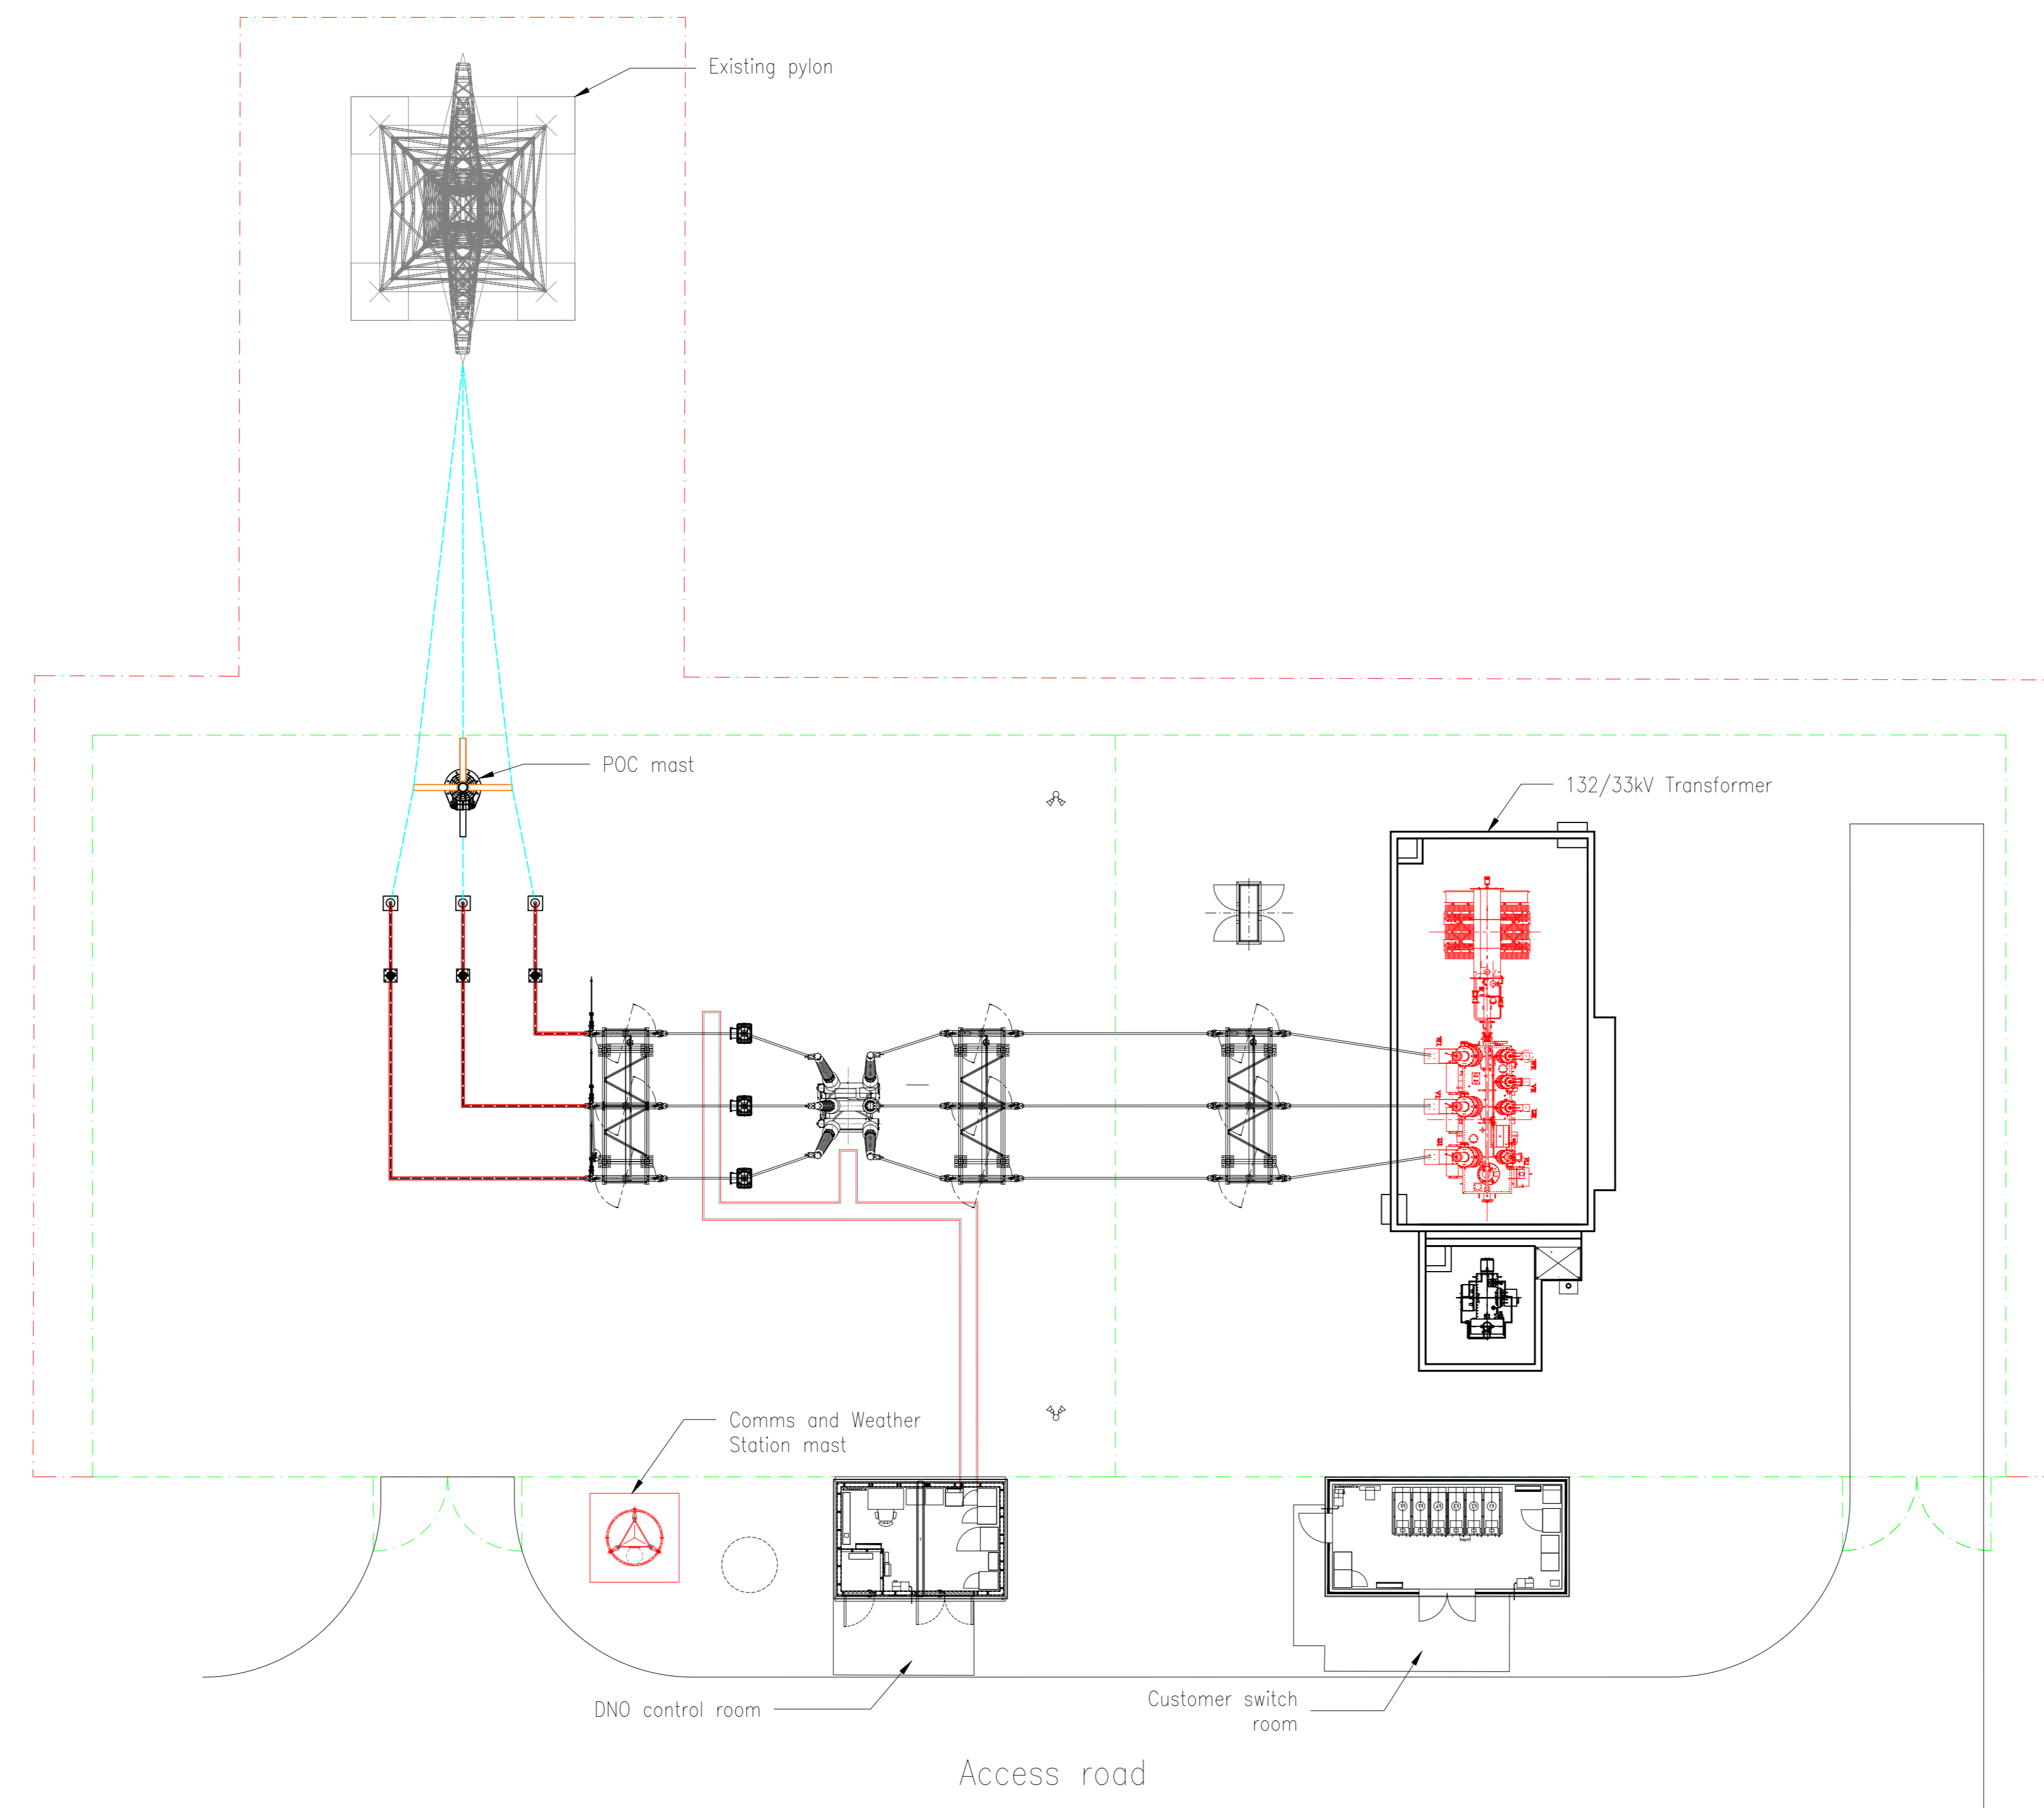 Existing pylon
POC mast
132/33kV Transformer
Comms and Weather
Station mast
DNO control room
Customer switch
room
Access road